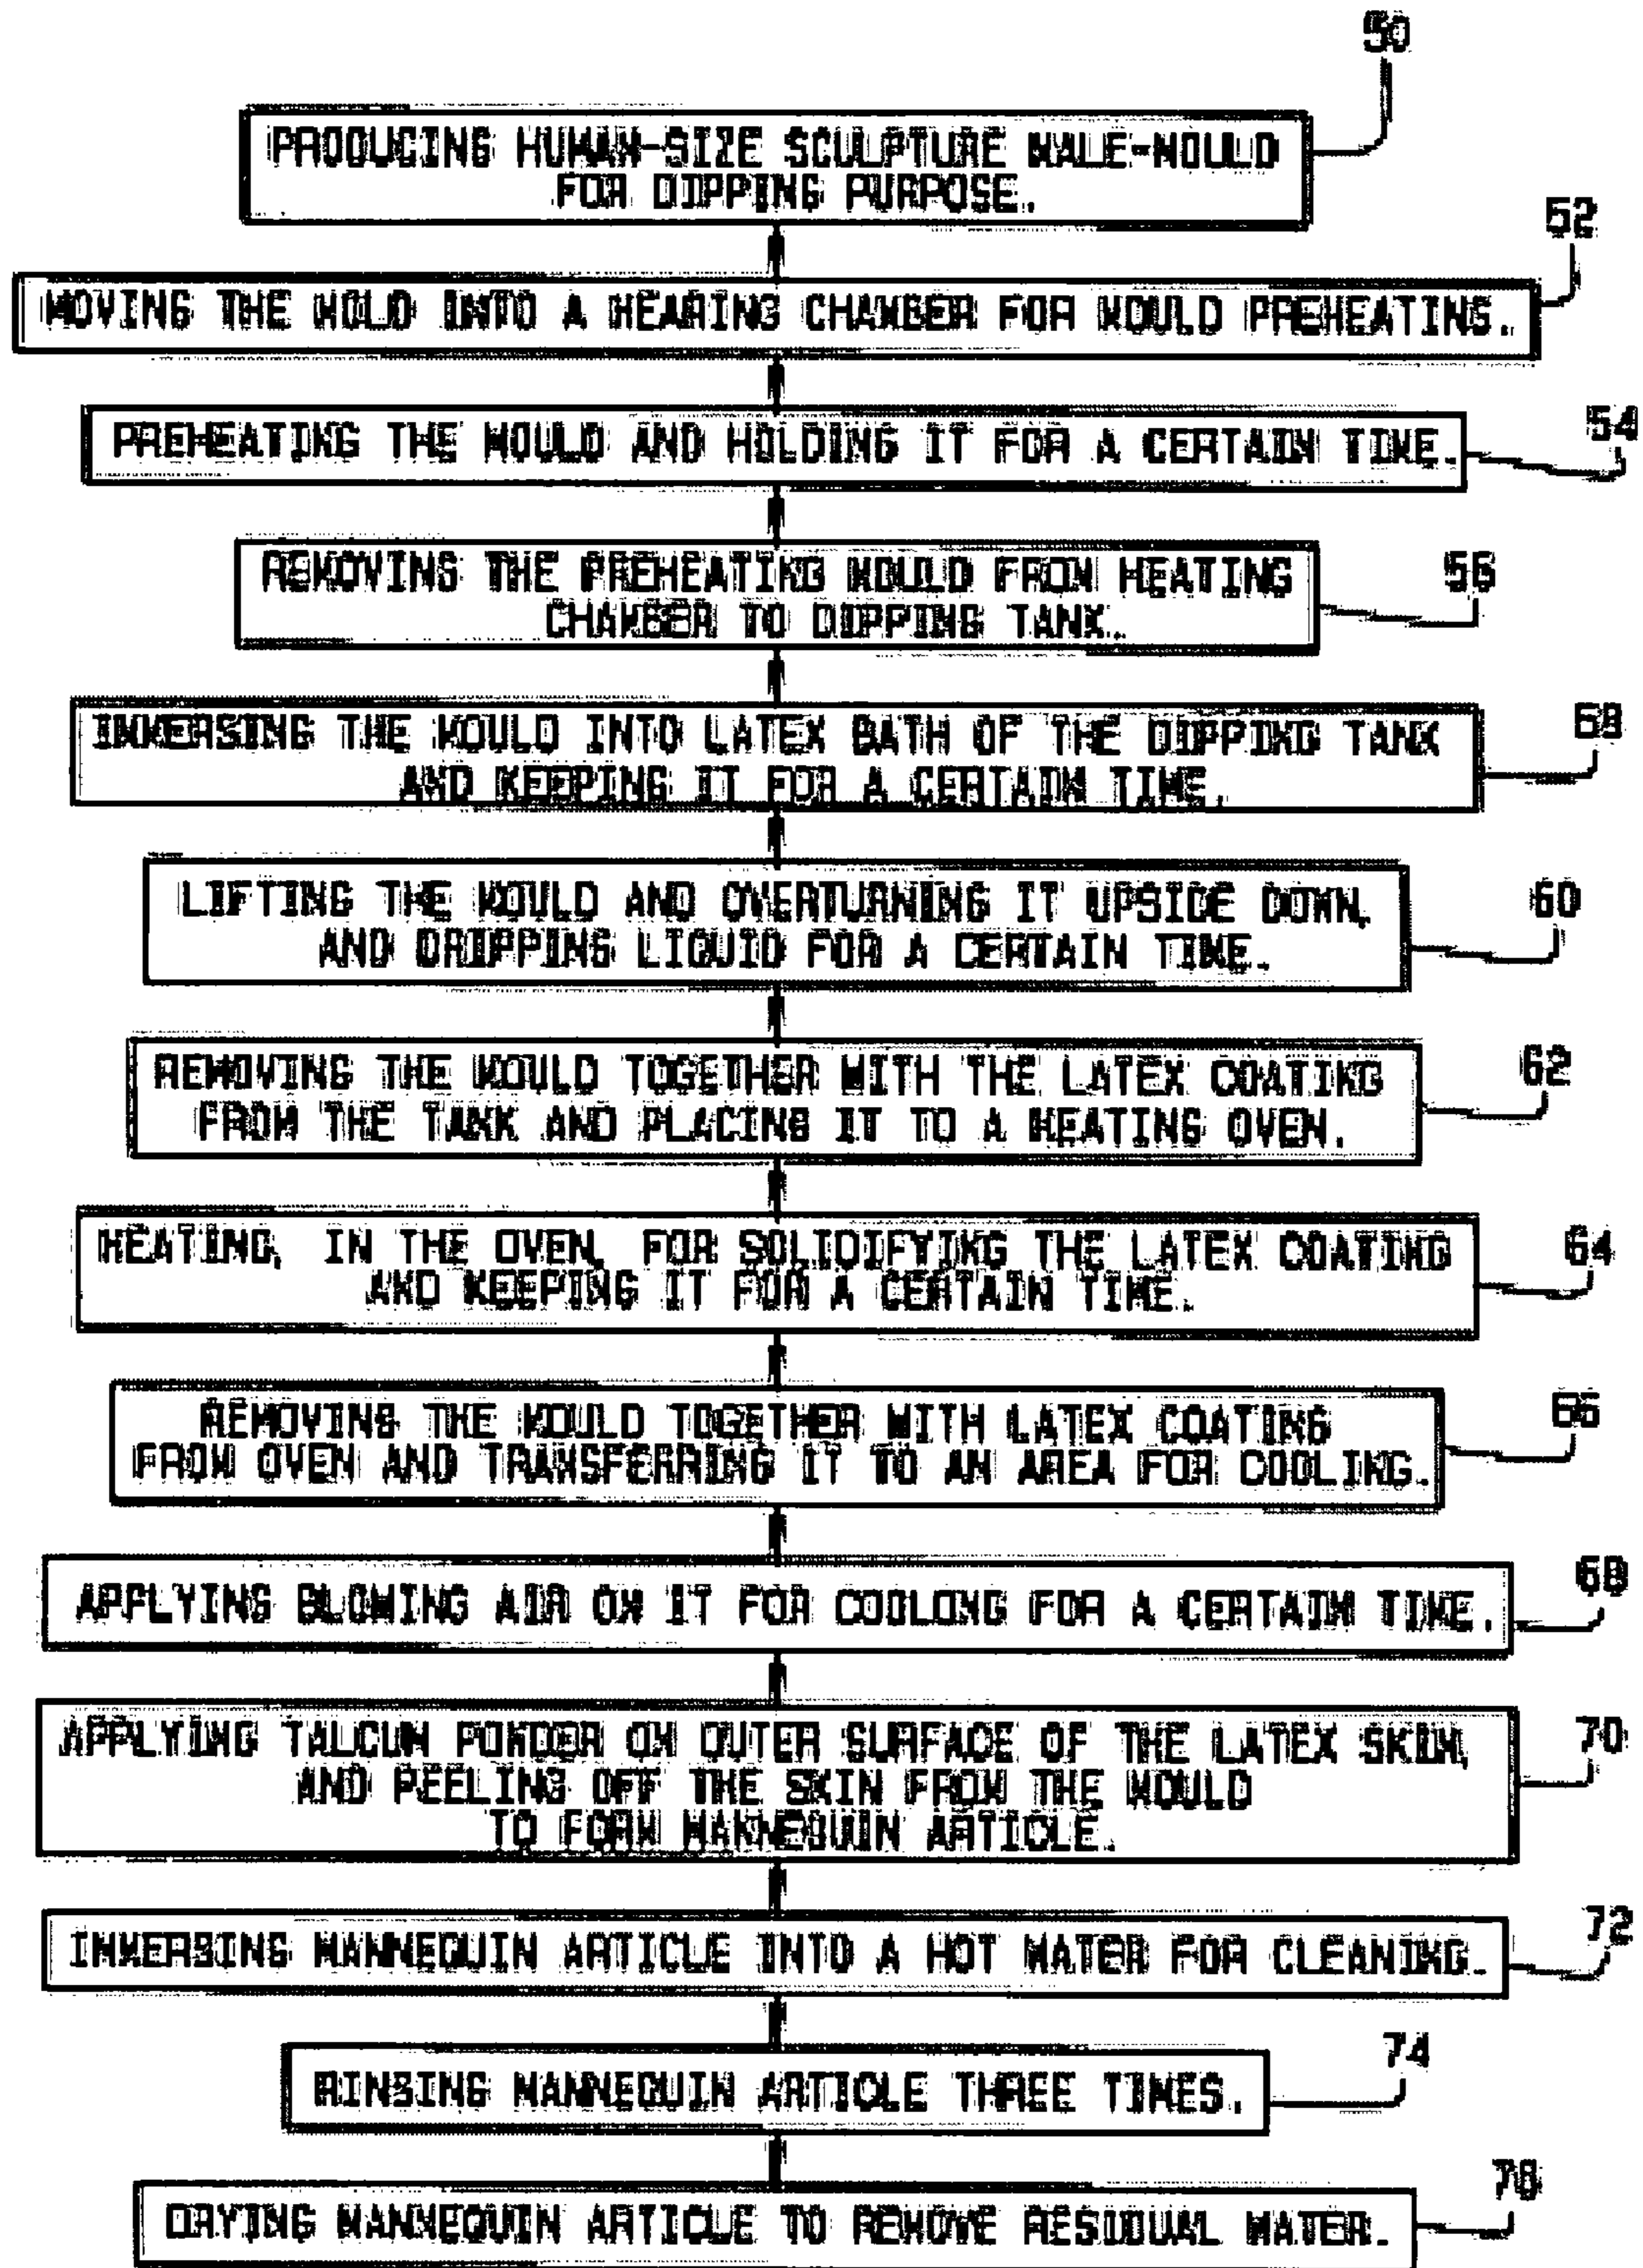 50
PRODUCING HUMAN-SIZE SCULPTURE MALE-MOULD
FOR DIPPING PURPOSE.
52
MOVING THE MOLD INTO A HEARING CHAMBER FOR MOULD PREHEATING.
54
PREHEATING THE MOULD AND HOLDING IT FOR A CERTAIN TIME.
56
REMOVING THE PREHEATING MOULD FROM HEATING
CHAMBER TO DIPPING TANK.
58
IMMERSING THE MOULD INTO LATEX BATH OF THE DIPPING TANK
AND KEEPING IT FOR A CERTAIN TIME.
60
LIFTING THE MOULD AND OVERTURNING IT UPSIDE DOWN,
AND DRIPPING LIQUID FOR A CERTAIN TIME.
62
REMOVING THE MOULD TOGETHER WITH THE LATEX COATING
FROM THE TANK AND PLACING IT TO A HEATING OVEN.
64
HEATING, IN THE OVEN, FOR SOLIDIFYING THE LATEX COATING
AND KEEPING IT FOR A CERTAIN TIME.
66
REMOVING THE MOULD TOGETHER WITH LATEX COATING
FROM OVEN AND TRANSFERRING IT TO AN AREA FOR COOLING.
68
APPLYING BLOWING AIR ON IT FOR COOLONG FOR A CERTAIN TIME.
70
APPLYING TALCUM POWDER ON OUTER SURFACE OF THE LATEX SKIN,
AND PEELING OFF THE SKIN FROM THE MOULD
TO FORM MANNEQUIN ARTICLE.
72
IMMERSING MANNEQUIN ARTICLE INTO A HOT WATER FOR CLEANING.
74
RINSING MANNEQUIN ARTICLE THREE TIMES.
DRYING MANNEQUIN ARTICLE TO REMOVE RESIDUAL WATER.